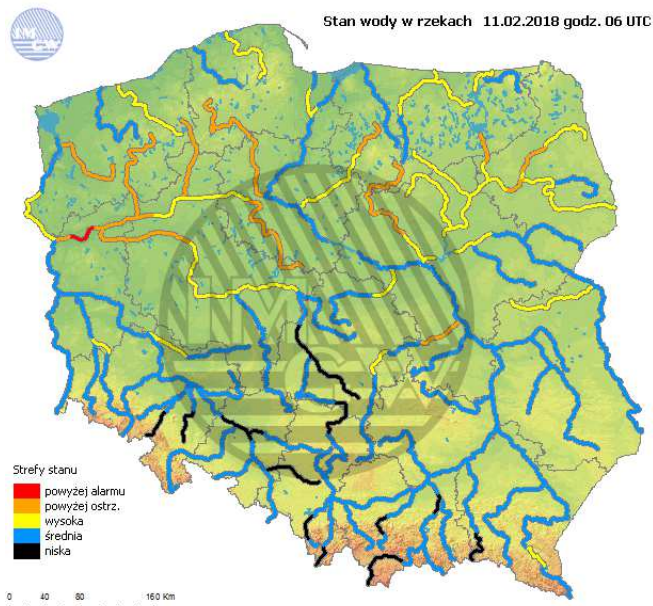 Stan wody w rzekach 11.02.2018 godz. 06 UTC
IMGW
Strefy stanu
powyżej alarmu
powyżej ostrz.
wysoka
średnia
niska
0 40 80 160 Km